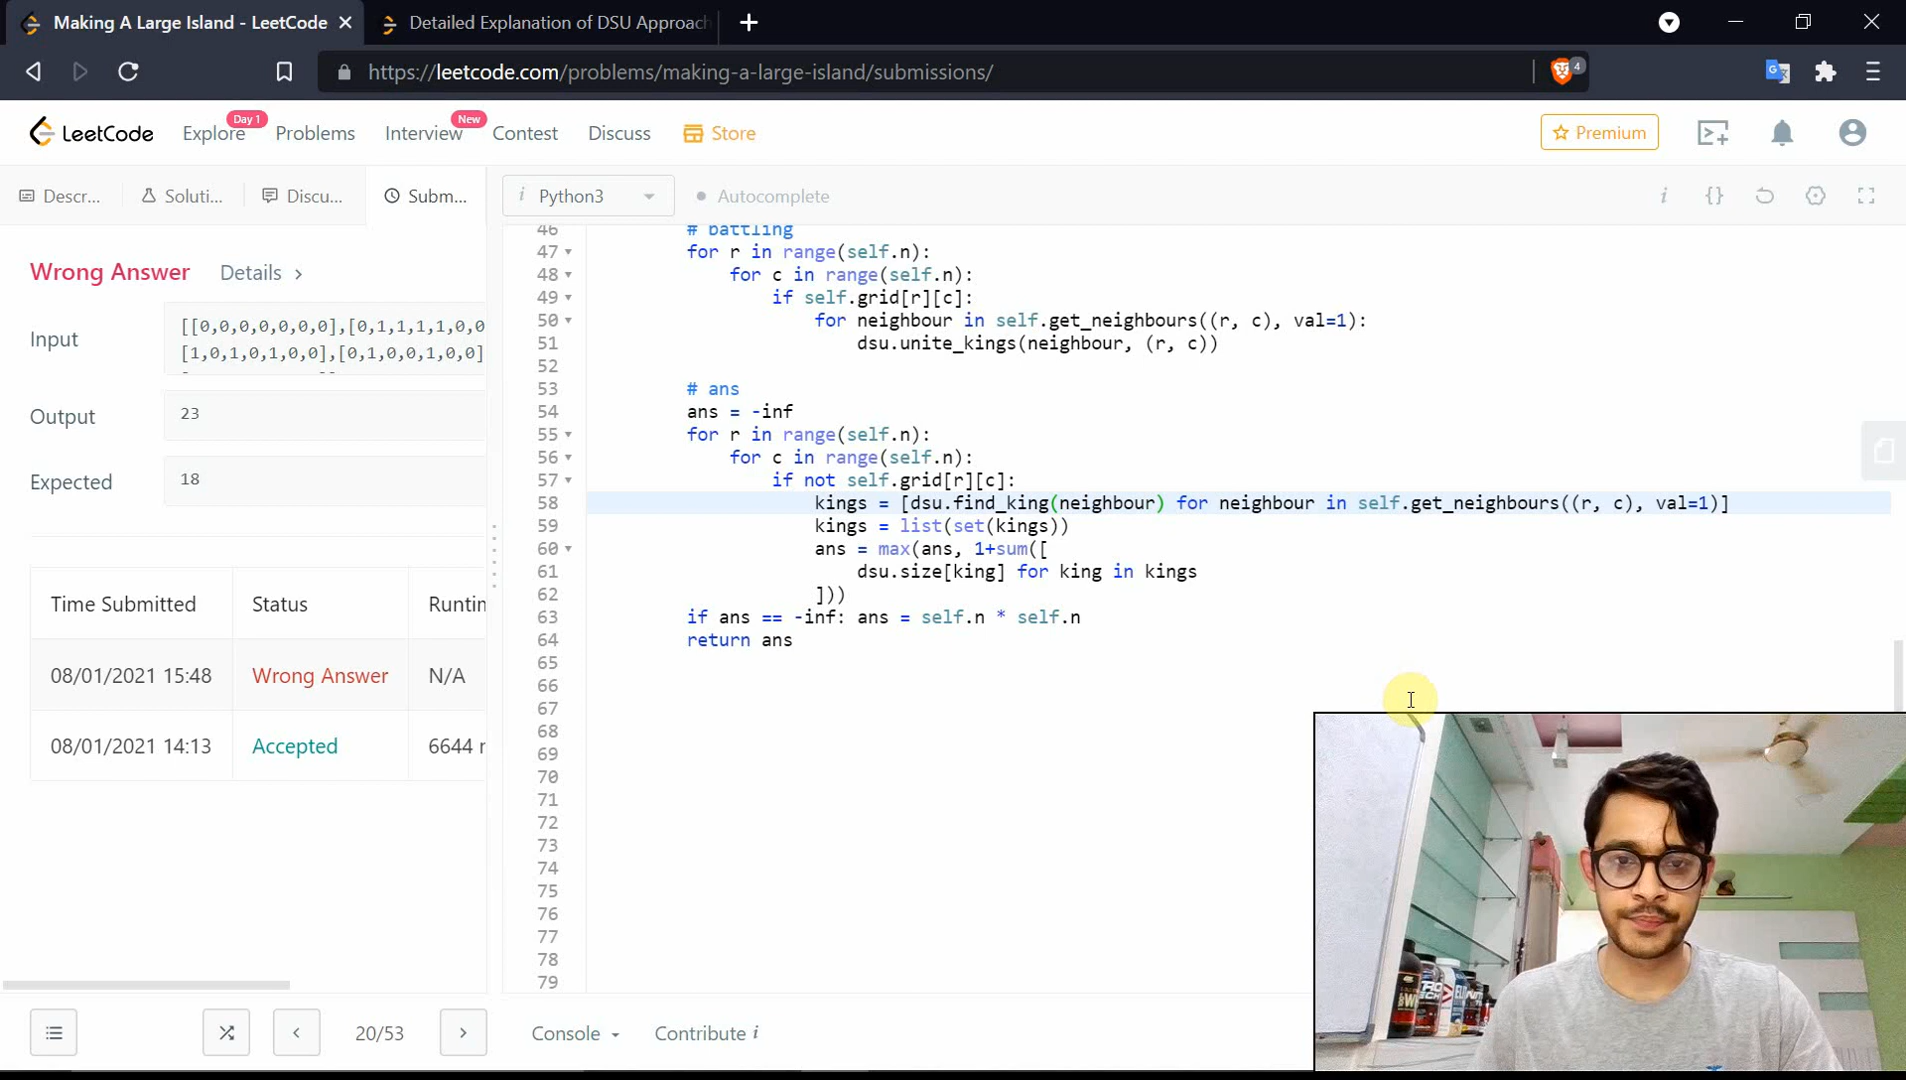 Making A Large Island - LeetCode
Detailed Explanation of DSU Approach
https://leetcode.com/problems/making-a-large-island/submissions/
4
LeetCode
Explore
Day 1
Problems
Interview
New
Contest
Discuss
Store
Premium
Descr...
Soluti...
Discu...
Subm...
i Python3
Autocomplete
Wrong Answer
Details >
Input
[[0,0,0,0,0,0,0],[0,1,1,1,1,0,0
[1,0,1,0,1,0,0],[0,1,0,0,1,0,0]
Output
23
Expected
18
Time Submitted
Status
08/01/2021 15:48
Wrong Answer
N/A
08/01/2021 14:13
Accepted
6644
46 # battling
47 for r in range(self.n):
48 for c in range(self.n):
49 if self.grid[r][c]:
50 for neighbour in self.get_neighbours((r, c), val=1):
51 dsu.unite_kings(neighbour, (r, c))
52
53 # ans
54 ans = -inf
55 for r in range(self.n):
56 for c in range(self.n):
57 if not self.grid[r][c]:
58 kings = [dsu.find_king(neighbour) for neighbour in self.get_neighbours((r, c), val=1)]
59 kings = list(set(kings))
60 ans = max(ans, 1+sum([
61 dsu.size[king] for king in kings
62 ]))
63 if ans == -inf: ans = self.n * self.n
64 return ans
65
66
67
68
69
70
71
72
73
74
75
76
77
78
79
20/53
Console
Contribute i